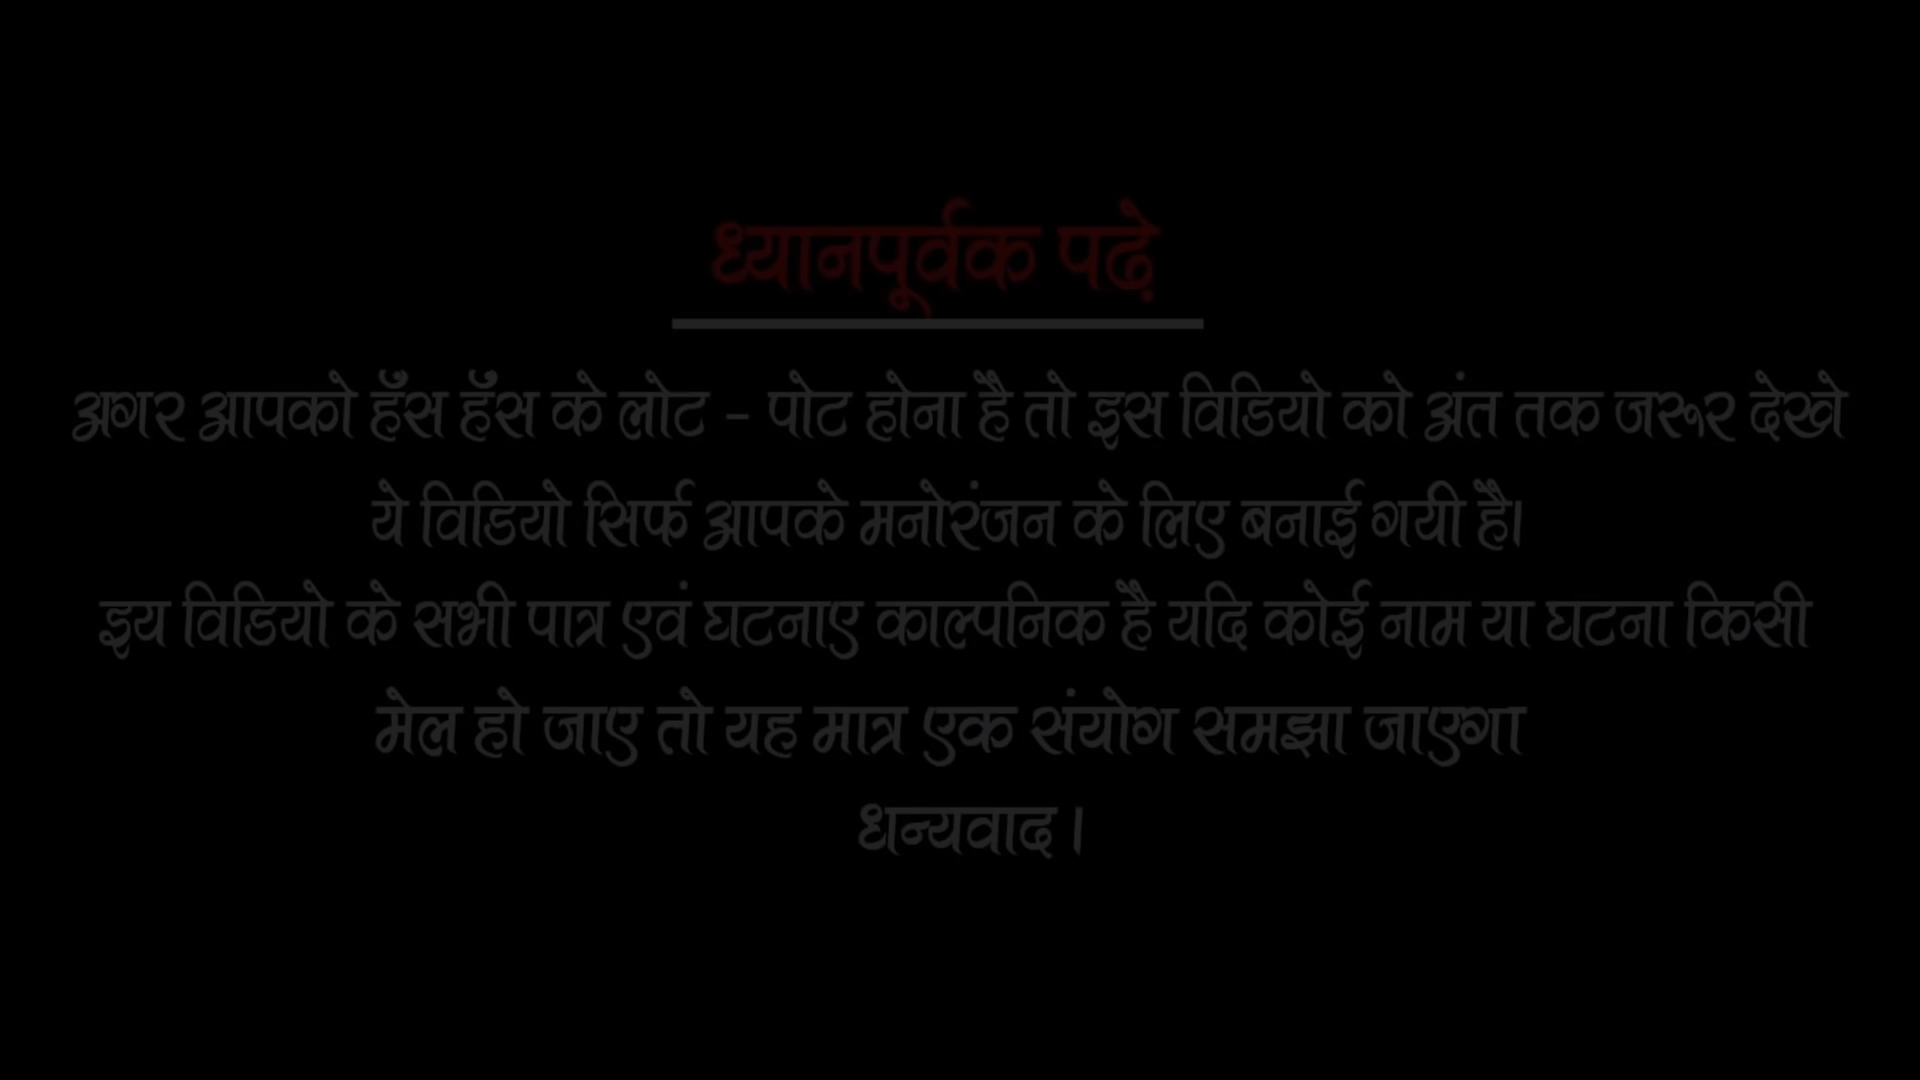 ध्यानपूर्वक पढ़े
अगर आपको हँस हँस के लोट - पोट होना है तो इस विडियो को अंत तक जरूर देखे
ये विडियो सिर्फ आपके मनोरंजन के लिए बनाई गयी है।
इय विडियो के सभी पात्र एवं घटनाए काल्पनिक है यदि कोई नाम या घटना किसी
मेल हो जाए तो यह मात्र एक संयोग समझा जाएगा
धन्यवाद ।